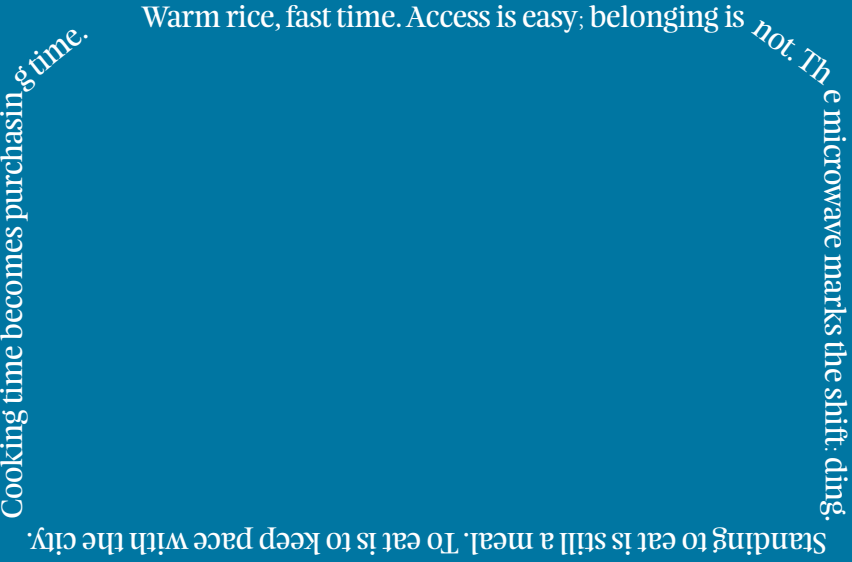 Warm rice, fast time. Access is easy; belonging is not. The microwave marks the shift: ding.
Standing to eat is still a meal. To eat is to keep pace with the city.
Cooking time becomes purchasing time.